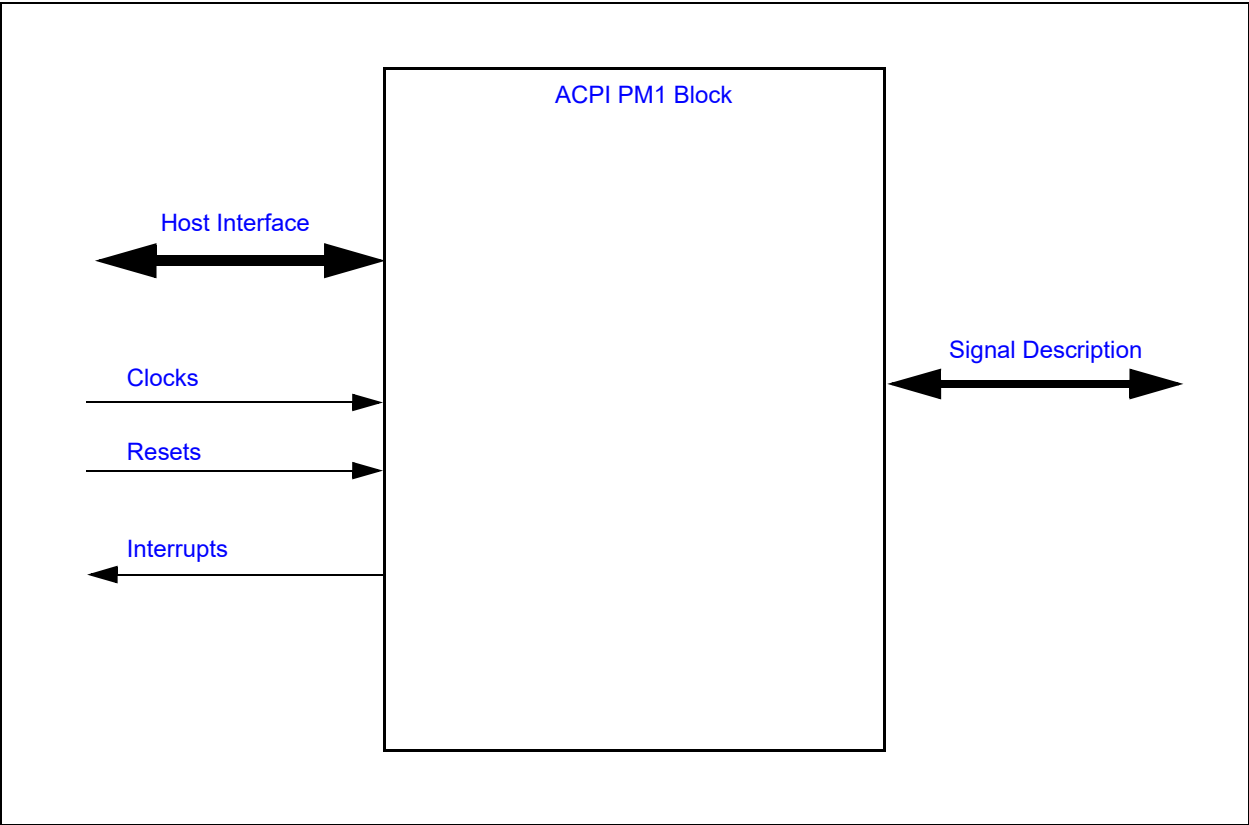 ACPI PM1 Block
Host Interface
Signal Description
Clocks
Resets
Interrupts